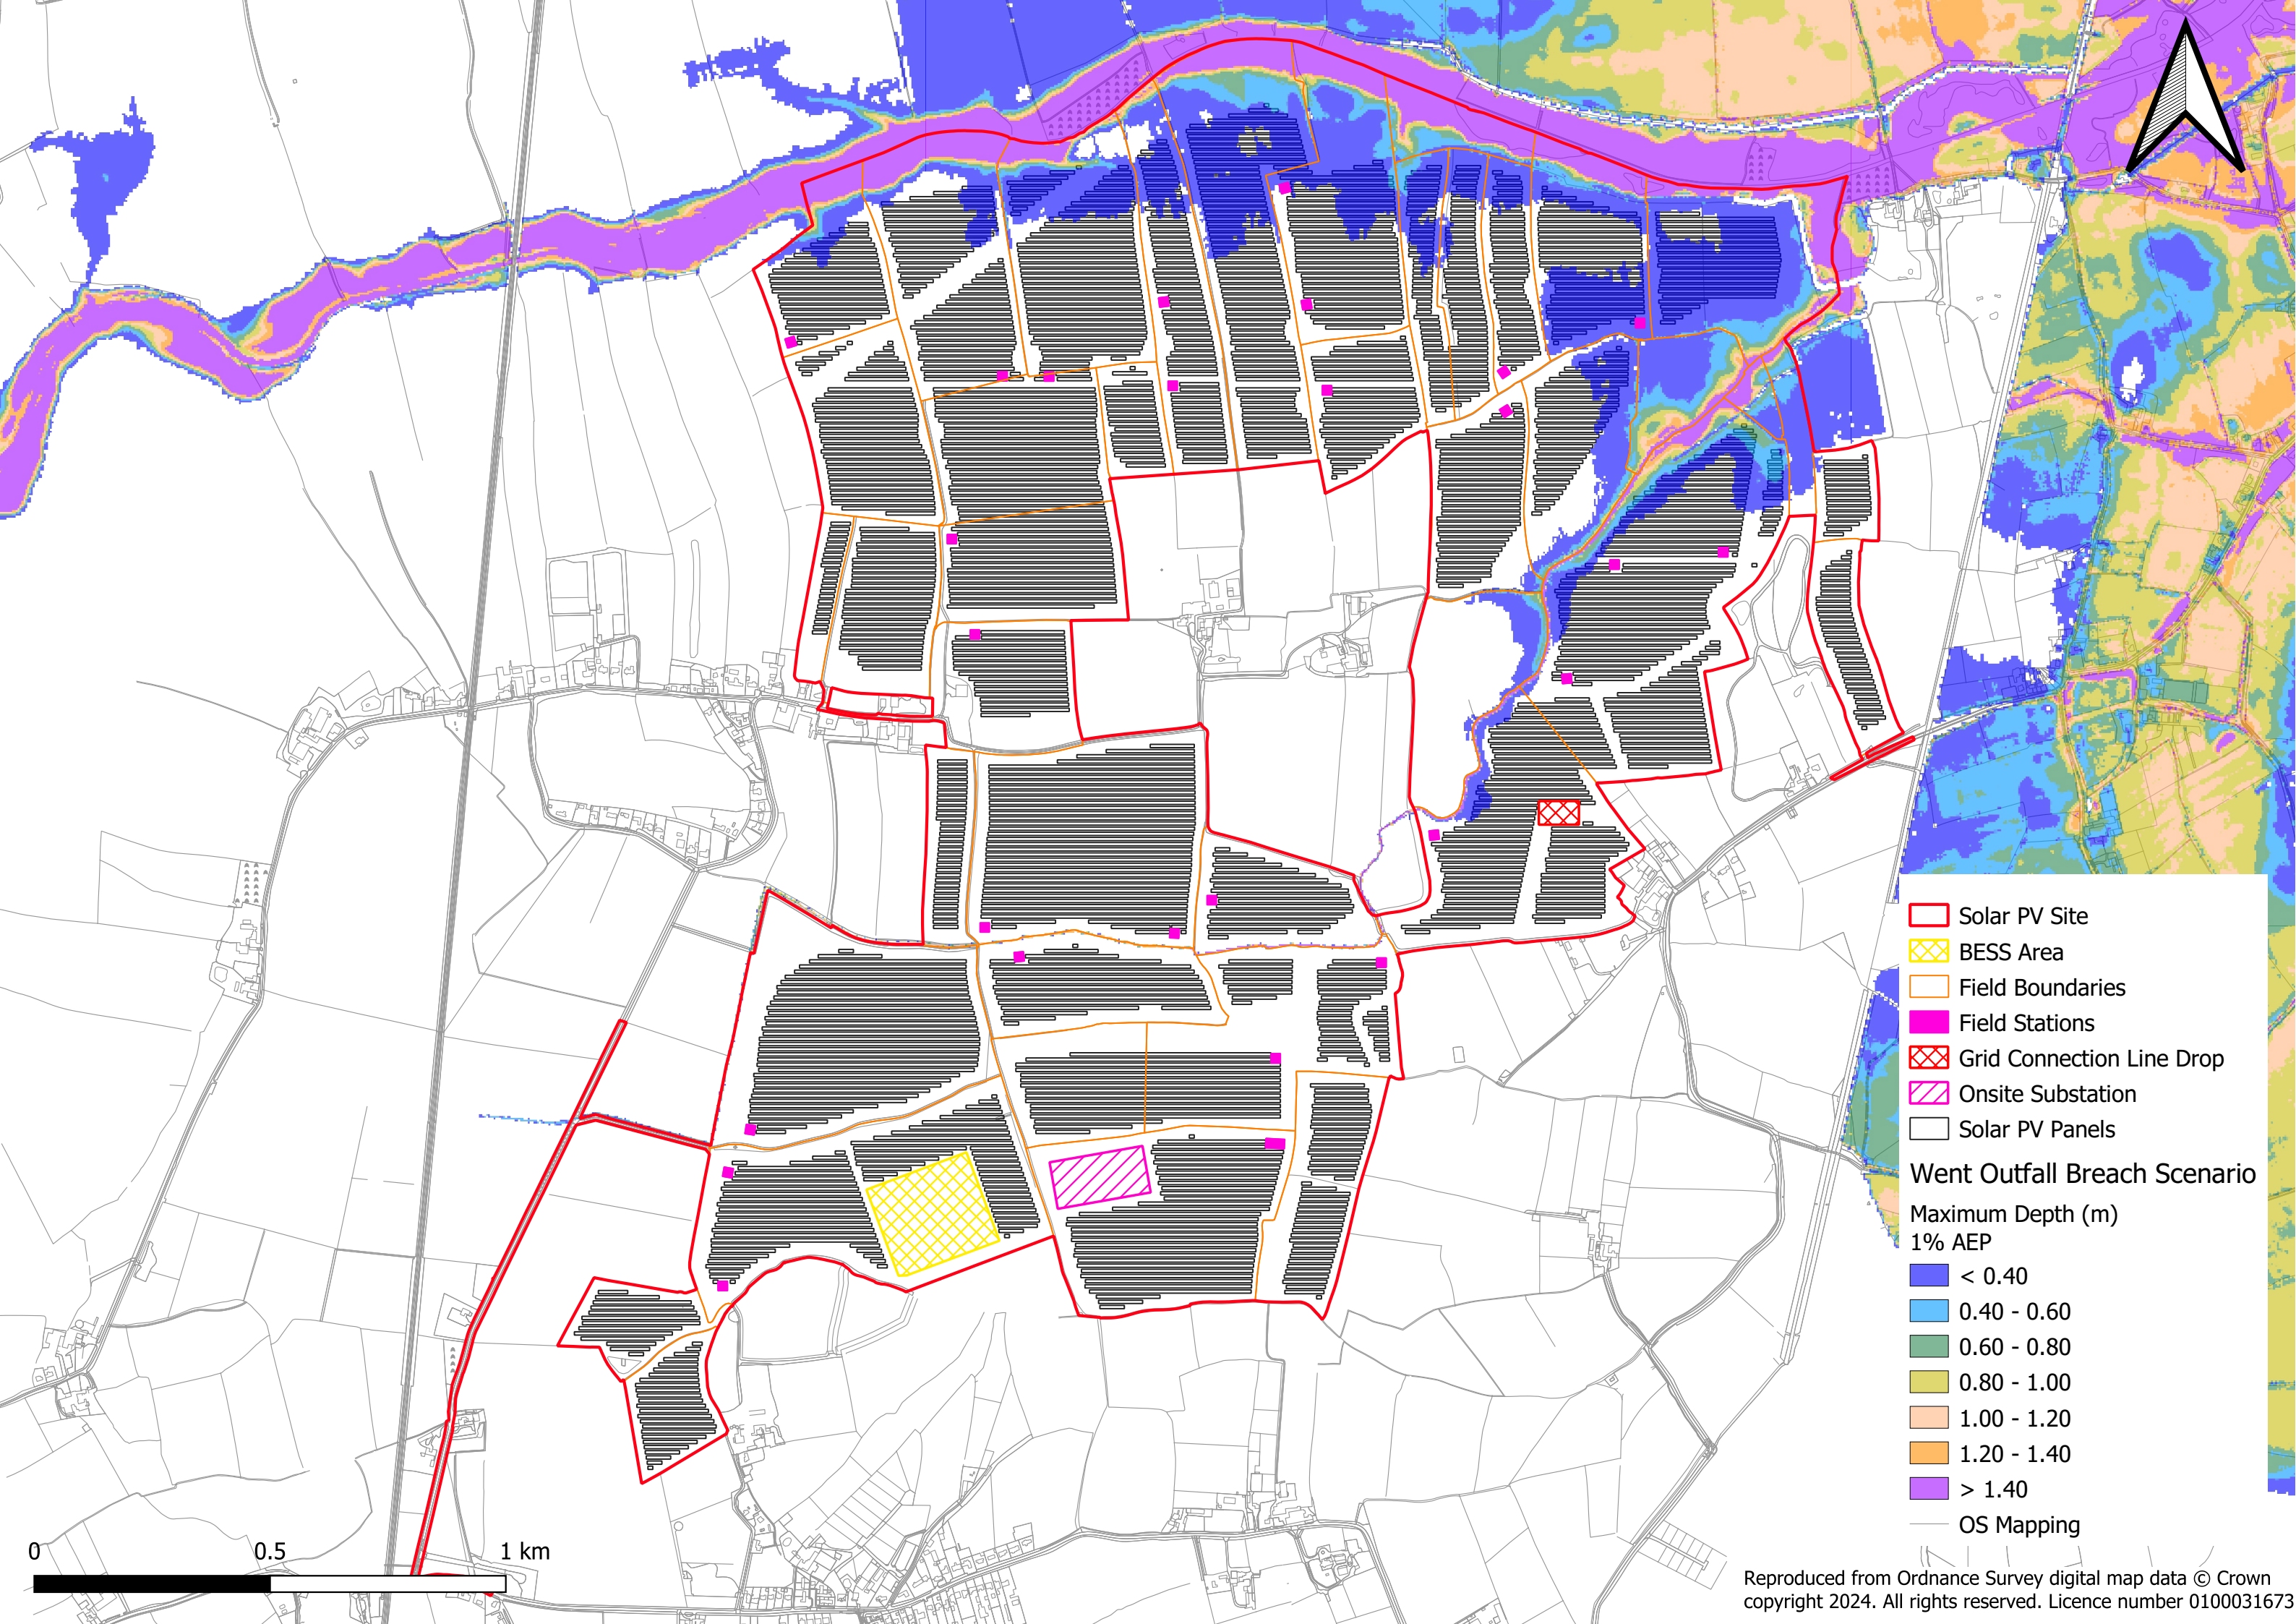 Solar PV Site
BESS Area
Field Boundaries
Field Stations
Grid Connection Line Drop
Onsite Substation
Solar PV Panels
Went Outfall Breach Scenario
Maximum Depth (m)
1% AEP
< 0.40
0.40 - 0.60
0.60 - 0.80
0.80 - 1.00
1.00 - 1.20
1.20 - 1.40
> 1.40
OS Mapping
0 0.5 1 km
Reproduced from Ordnance Survey digital map data © Crown
copyright 2024. All rights reserved. Licence number 0100031673